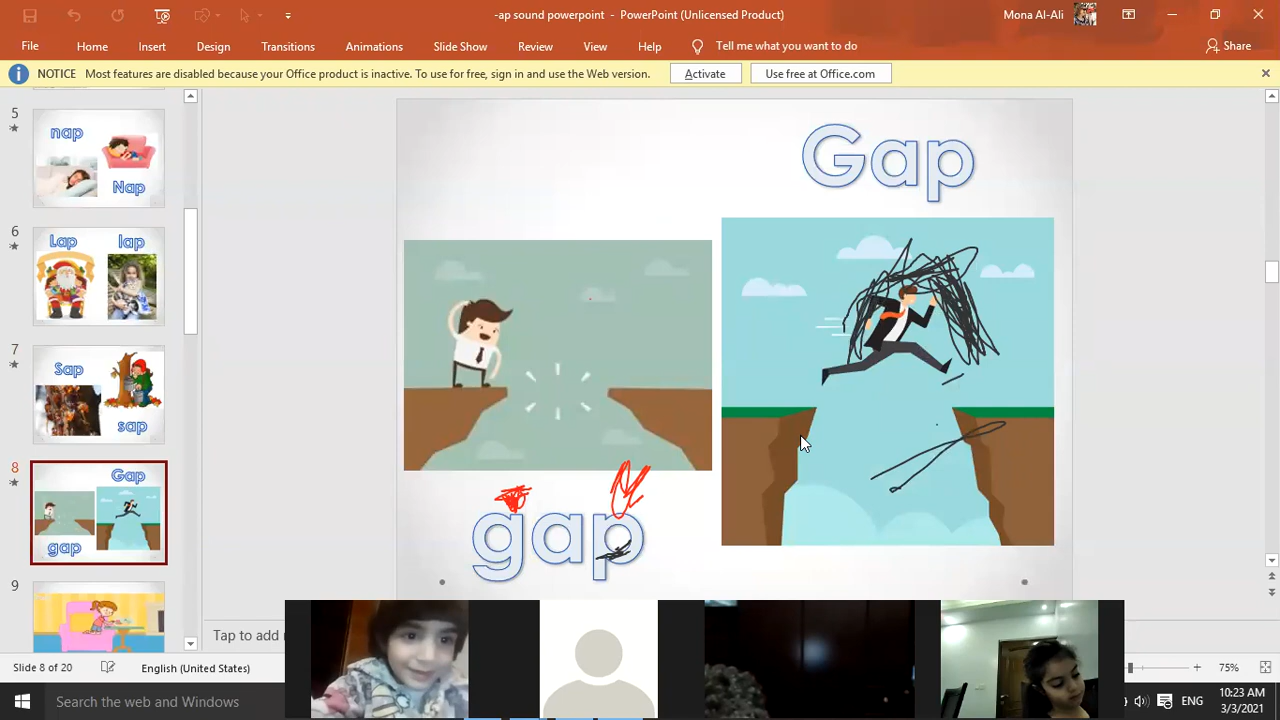 -ap sound powerpoint - PowerPoint (Unlicensed Product)
Mona Al-Ali
File Home Insert Design Transitions Animations Slide Show Review View Help Tell me what you want to do Share
NOTICE Most features are disabled because your Office product is inactive. To use for free, sign in and use the Web version. Activate Use free at Office.com
5
nap
Nap
6
Lap lap
7
Sap
sap
8
Gap
gap
9
Gap
gap
Tap to add
Slide 8 of 20 English (United States) 75%
Search the web and Windows
ENG
10:23 AM
3/3/2021